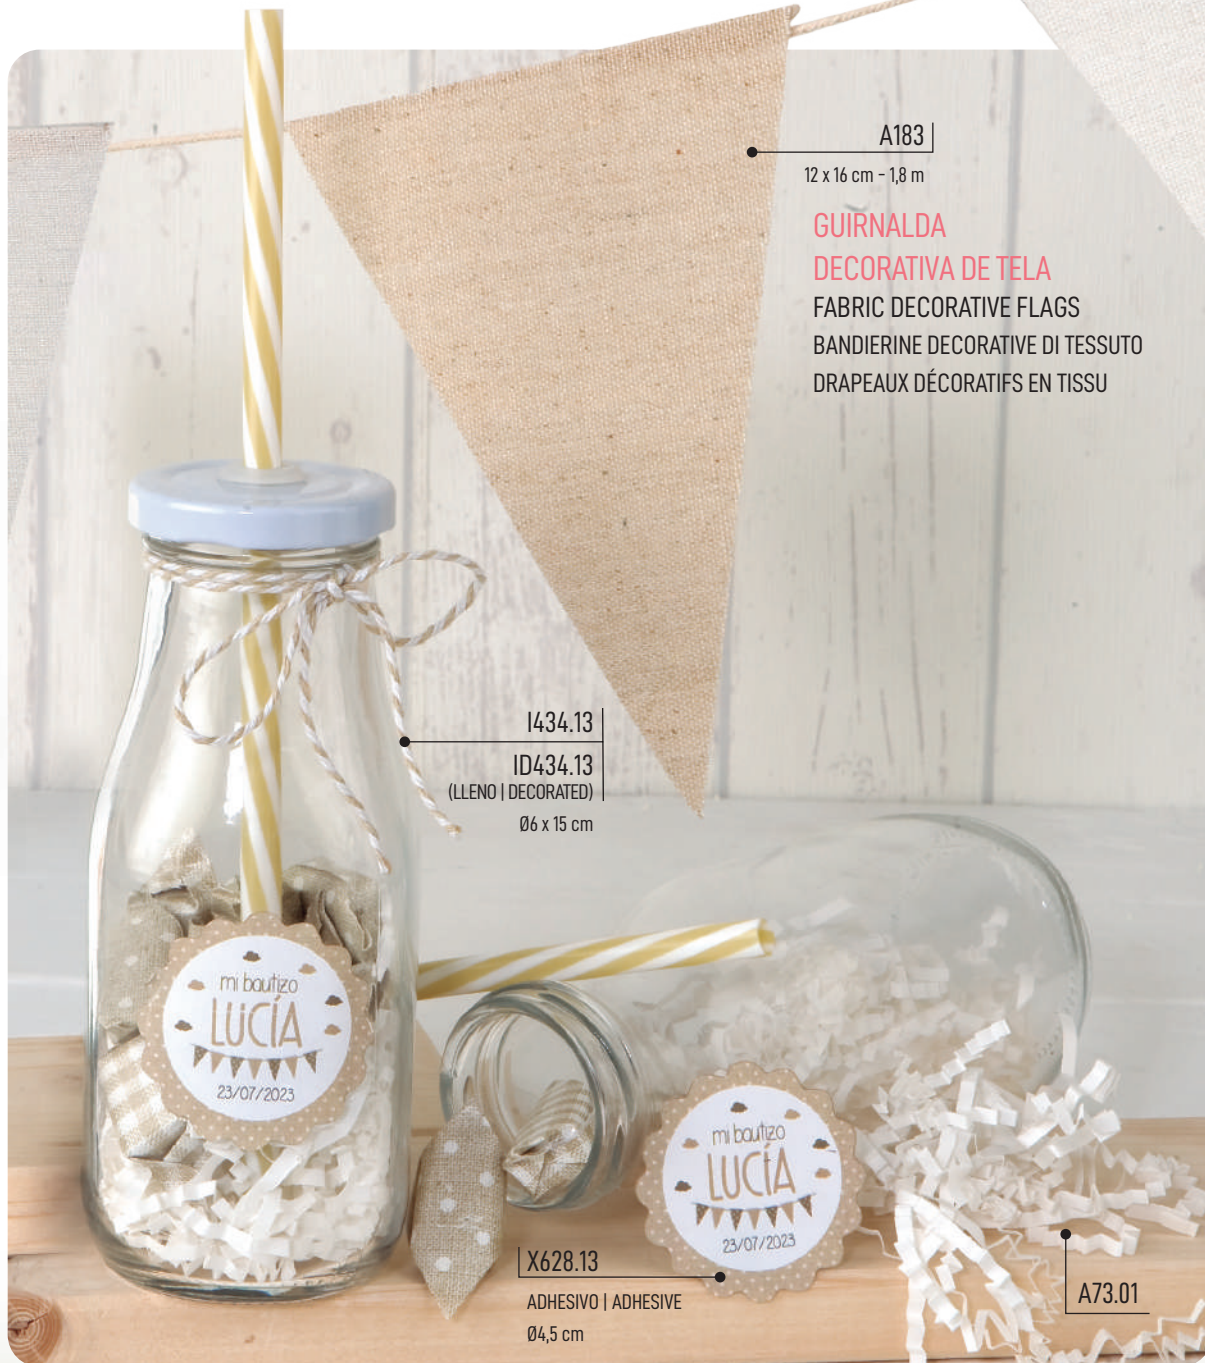 A183
12 x 16 cm - 1,8 m
GUIRNALDA
DECORATIVA DE TELA
FABRIC DECORATIVE FLAGS
BANDIERINE DECORATIVE DI TESSUTO
DRAPEAUX DÉCORATIFS EN TISSU
I434.13
ID434.13
(LLENO | DECORATED)
Ø6 x 15 cm
mi bautizo
LUCÍA
23/07/2023
mi bautizo
LUCÍA
23/07/2023
X628.13
ADHESIVO | ADHESIVE
Ø4,5 cm
A73.01